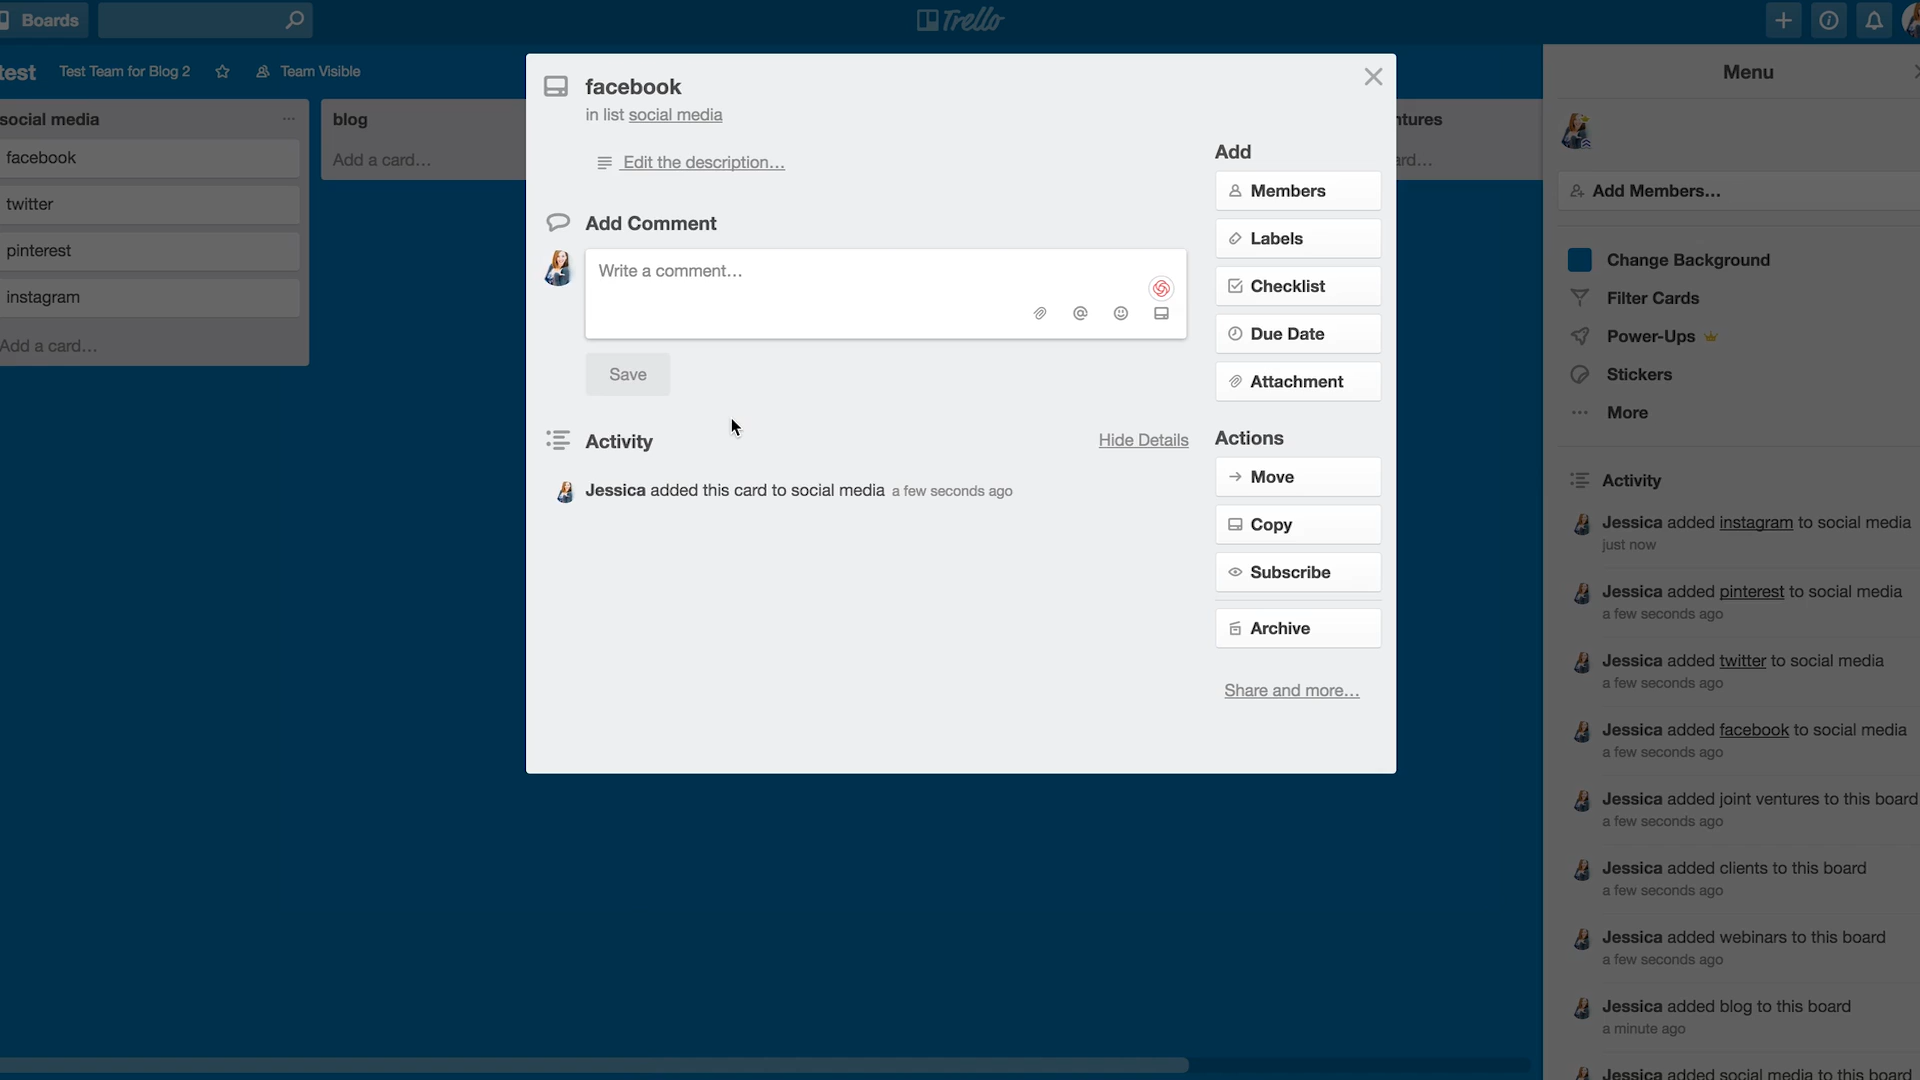 Boards
Trello
test
Test Team for Blog 2
Team Visible
social media
facebook
twitter
pinterest
instagram
Add a card...
blog
Add a card...
facebook
in list social media
Edit the description...
Add Comment
Write a comment...
Save
Activity
Hide Details
Jessica added this card to social media a few seconds ago
Add
Members
Labels
Checklist
Due Date
Attachment
Actions
Move
Copy
Subscribe
Archive
Share and more...
ntures
ard...
Menu
Add Members...
Change Background
Filter Cards
Power-Ups
Stickers
More
Activity
Jessica added instagram to social media
just now
Jessica added pinterest to social media
a few seconds ago
Jessica added twitter to social media
a few seconds ago
Jessica added facebook to social media
a few seconds ago
Jessica added joint ventures to this board
a few seconds ago
Jessica added clients to this board
a few seconds ago
Jessica added webinars to this board
a few seconds ago
Jessica added blog to this board
a minute ago
Jessica added social media to this board